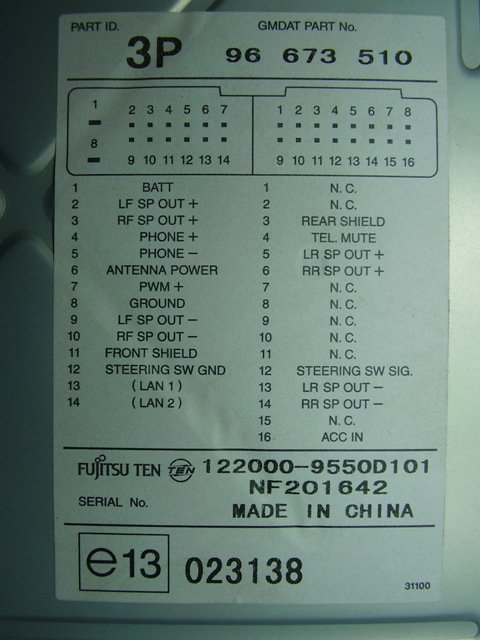 PART ID. GMDAT PART No.
3P 96 673 510
1 2 3 4 5 6 7 1 2 3 4 5 6 7 8
8 9 10 11 12 13 14 9 10 11 12 13 14 15 16
1 BATT 1 N.C.
2 LF SP OUT+ 2 N.C.
3 RF SP OUT+ 3 REAR SHIELD
4 PHONE+ 4 TEL. MUTE
5 PHONE− 5 LR SP OUT+
6 ANTENNA POWER 6 RR SP OUT+
7 PWM+ 7 N.C.
8 GROUND 8 N.C.
9 LF SP OUT− 9 N.C.
10 RF SP OUT− 10 N.C.
11 FRONT SHIELD 11 N.C.
12 STEERING SW GND 12 STEERING SW SIG.
13 (LAN 1) 13 LR SP OUT−
14 (LAN 2) 14 RR SP OUT−
15 N.C.
16 ACC IN
FUJITSU TEN TEN 122000-9550D101
NF201642
SERIAL No.
MADE IN CHINA
e13 023138
31100